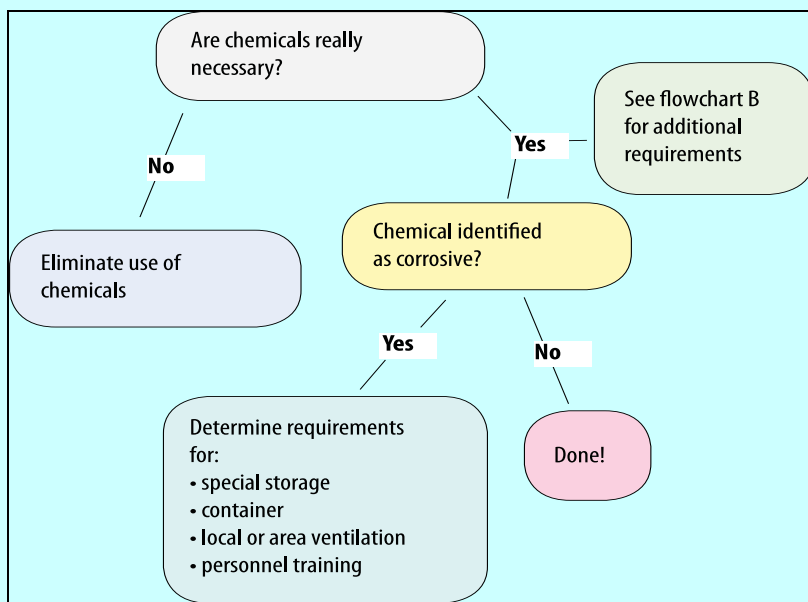 Are chemicals really
necessary?
See flowchart B
for additional
requirements
Yes
No
Chemical identified
as corrosive?
Eliminate use of
chemicals
Yes
No
Determine requirements
for:
• special storage
• container
• local or area ventilation
• personnel training
Done!